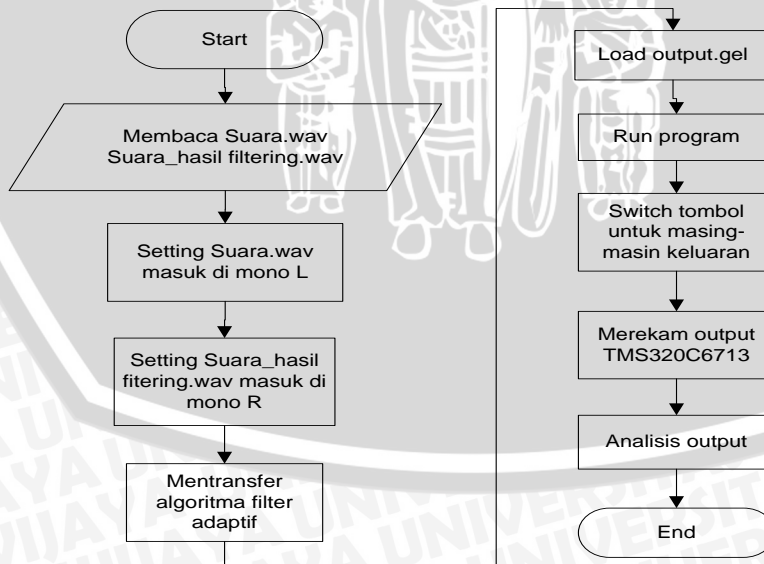 Start
Membaca Suara.wav
Suara_hasil filtering.wav
Setting Suara.wav
masuk di mono L
Setting Suara_hasil
fitering.wav masuk di
mono R
Mentransfer
algoritma filter
adaptif
Load output.gel
Run program
Switch tombol
untuk masing-
masin keluaran
Merekam output
TMS320C6713
Analisis output
End